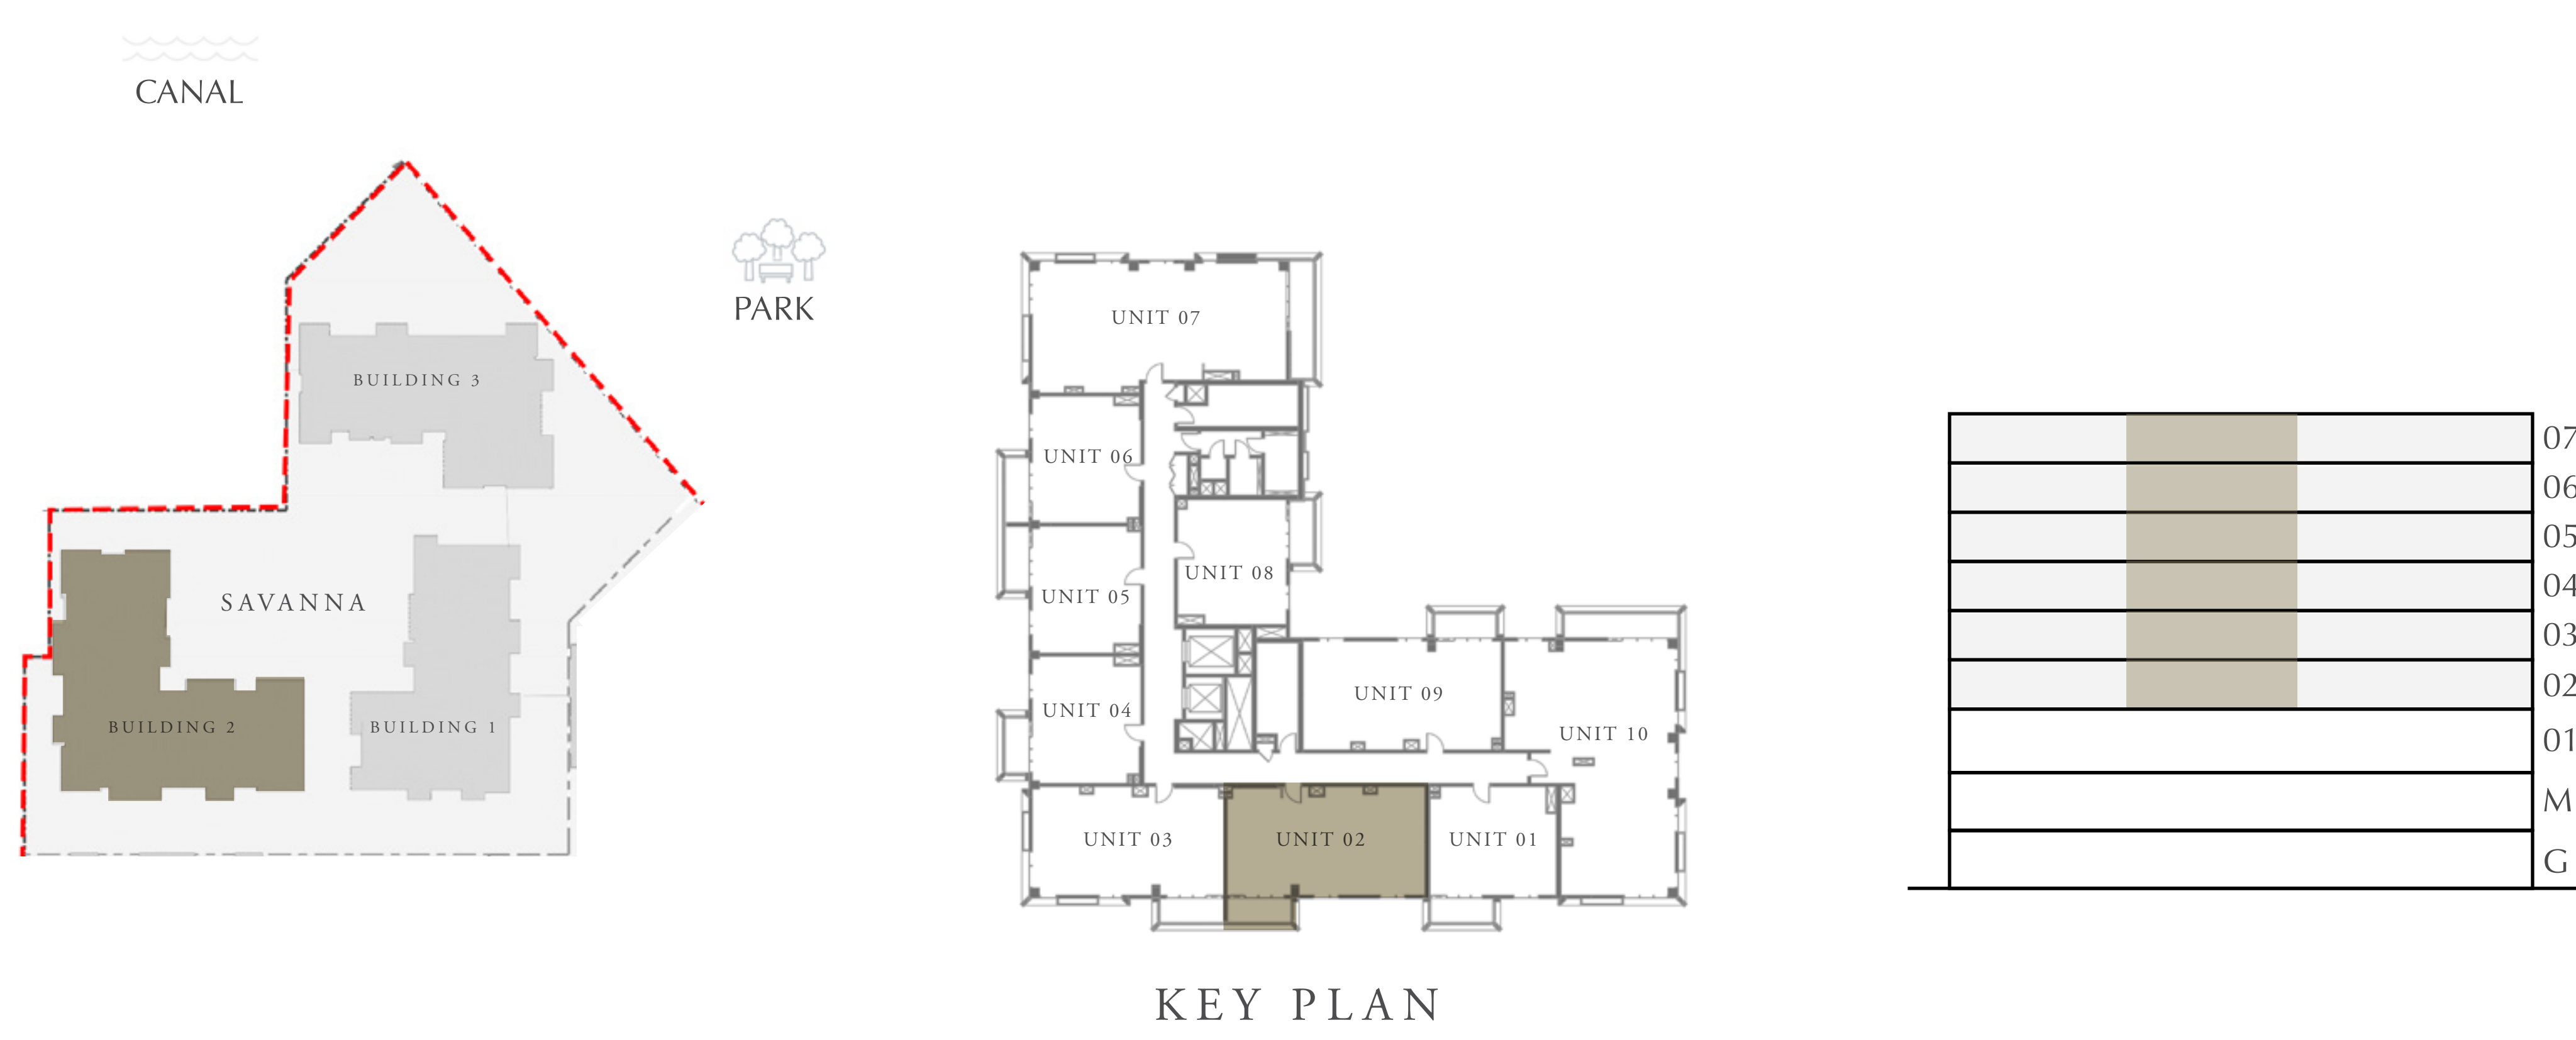 CANAL
PARK
BUILDING 3
SAVANNA
BUILDING 2
BUILDING 1
UNIT 07
UNIT 06
UNIT 05
UNIT 08
UNIT 04
UNIT 09
UNIT 10
UNIT 03
UNIT 02
UNIT 01
KEY PLAN
07
06
05
04
03
02
01
M
G